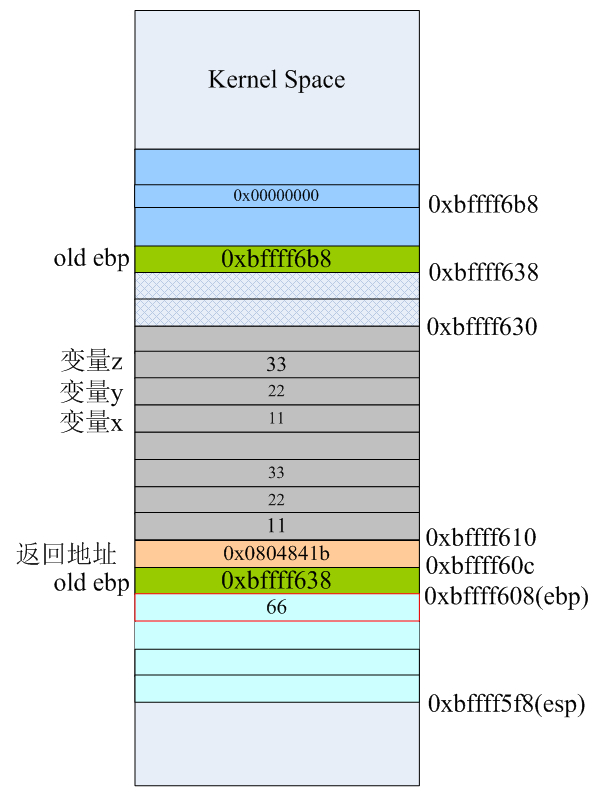 Kernel Space
0x00000000
0xbffff6b8
old ebp
0xbffff6b8
0xbffff638
0xbffff630
变量z
33
变量y
22
变量x
11
33
22
11
0xbffff610
返回地址
0x0804841b
0xbffff60c
old ebp
0xbffff638
0xbffff608(ebp)
66
0xbffff5f8(esp)